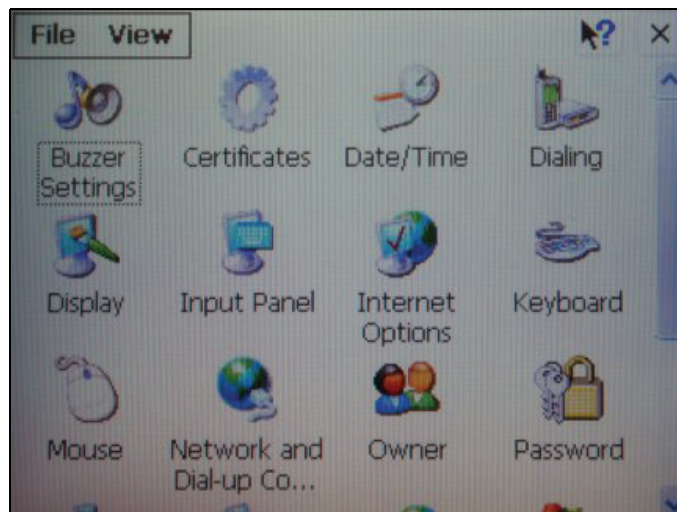 File View
?
×
Buzzer
Settings
Certificates
Date/Time
Dialing
Display
Input Panel
Internet
Options
Keyboard
Mouse
Network and
Dial-up Co...
Owner
Password